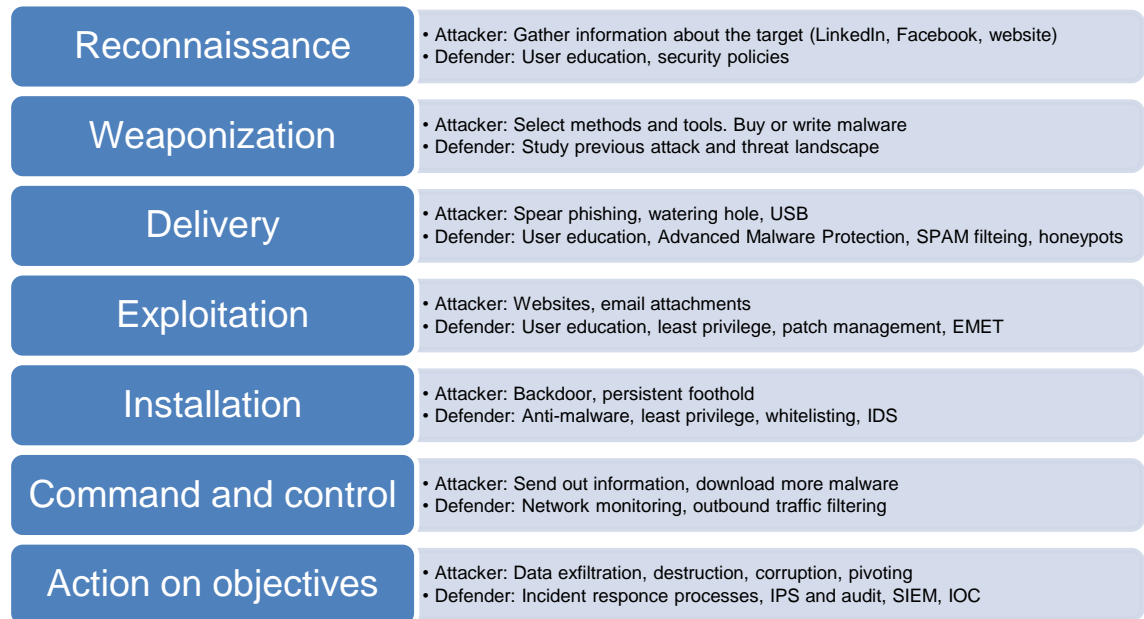 Reconnaissance
• Attacker: Gather information about the target (LinkedIn, Facebook, website)
• Defender: User education, security policies
Weaponization
• Attacker: Select methods and tools. Buy or write malware
• Defender: Study previous attack and threat landscape
Delivery
• Attacker: Spear phishing, watering hole, USB
• Defender: User education, Advanced Malware Protection, SPAM filteing, honeypots
Exploitation
• Attacker: Websites, email attachments
• Defender: User education, least privilege, patch management, EMET
Installation
• Attacker: Backdoor, persistent foothold
• Defender: Anti-malware, least privilege, whitelisting, IDS
Command and control
• Attacker: Send out information, download more malware
• Defender: Network monitoring, outbound traffic filtering
Action on objectives
• Attacker: Data exfiltration, destruction, corruption, pivoting
• Defender: Incident responce processes, IPS and audit, SIEM, IOC